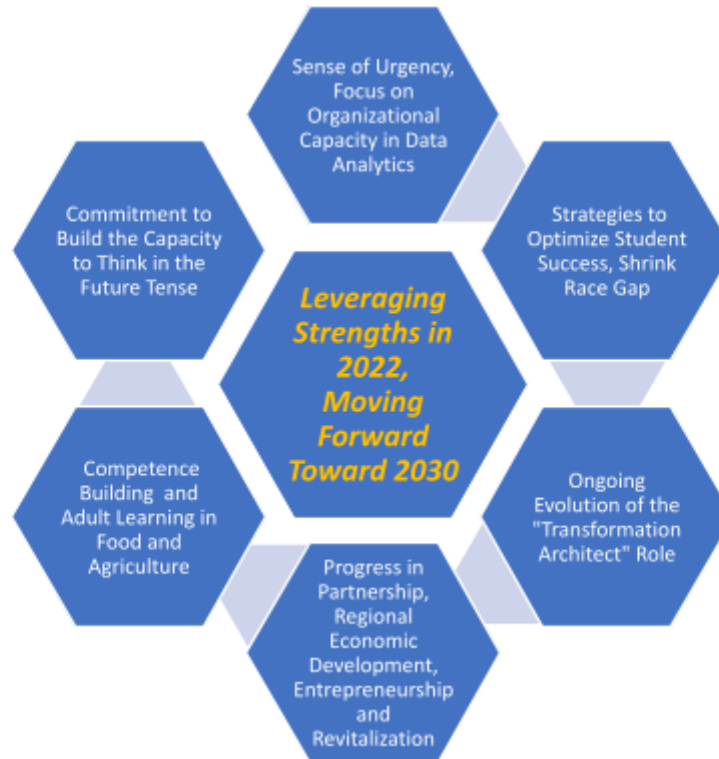 Sense of Urgency,
Focus on
Organizational
Capacity in Data
Analytics
Strategies to
Optimize Student
Success, Shrink
Race Gap
Ongoing
Evolution of the
"Transformation
Architect" Role
Progress in
Partnership,
Regional
Economic
Development,
Entrepreneurship
and
Revitalization
Competence
Building and
Adult Learning in
Food and
Agriculture
Commitment to
Build the Capacity
to Think in the
Future Tense
Leveraging
Strengths in
2022,
Moving
Forward
Toward 2030